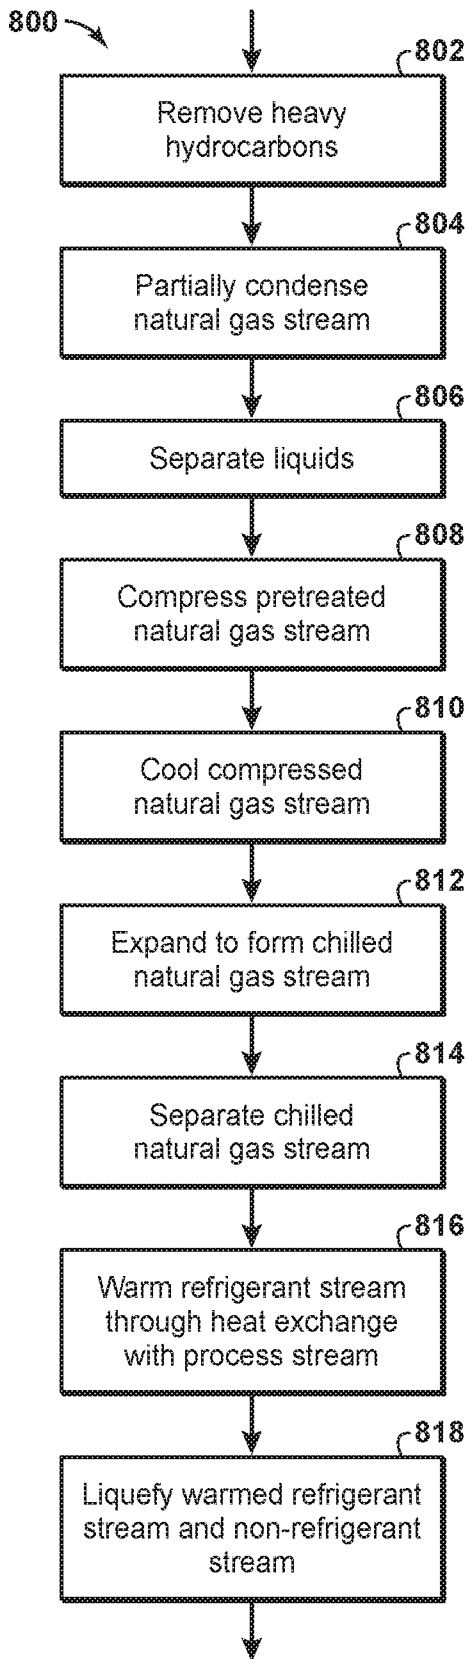 800
802
Remove heavy
hydrocarbons
804
Partially condense
natural gas stream
806
Separate liquids
808
Compress pretreated
natural gas stream
810
Cool compressed
natural gas stream
812
Expand to form chilled
natural gas stream
814
Separate chilled
natural gas stream
816
Warm refrigerant stream
through heat exchange
with process stream
818
Liquefy warmed refrigerant
stream and non-refrigerant
stream